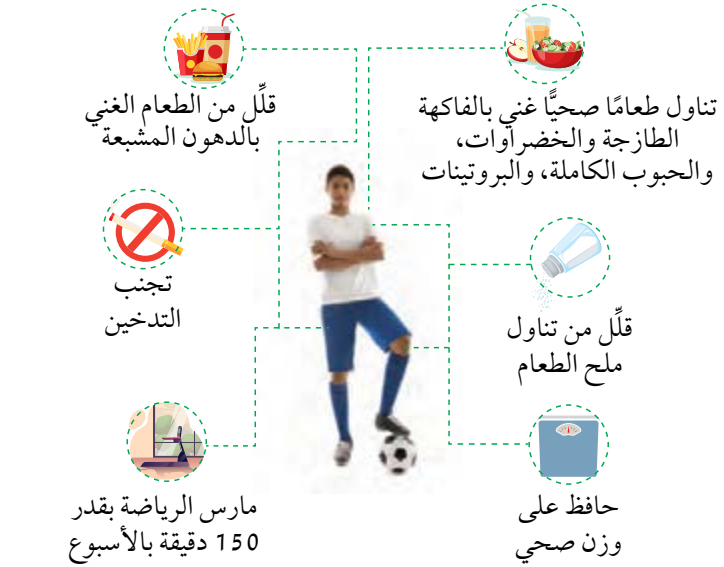 تناول طعامًا صحيًّا غني بالفاكهة
الطازجة والخضراوات،
والحبوب الكاملة، والبروتينات
قلِّل من الطعام الغني
بالدهون المشبعة
قلِّل من تناول
ملح الطعام
تجنب
التدخين
حافظ على
وزن صحي
مارس الرياضة بقدر
150 دقيقة بالأسبوع